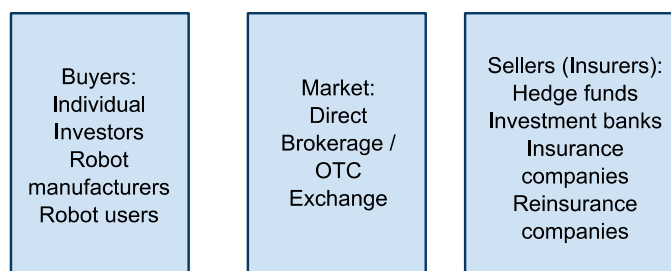 Buyers:
Individual
Investors
Robot
manufacturers
Robot users
Market:
Direct
Brokerage /
OTC
Exchange
Sellers (Insurers):
Hedge funds
Investment banks
Insurance
companies
Reinsurance
companies